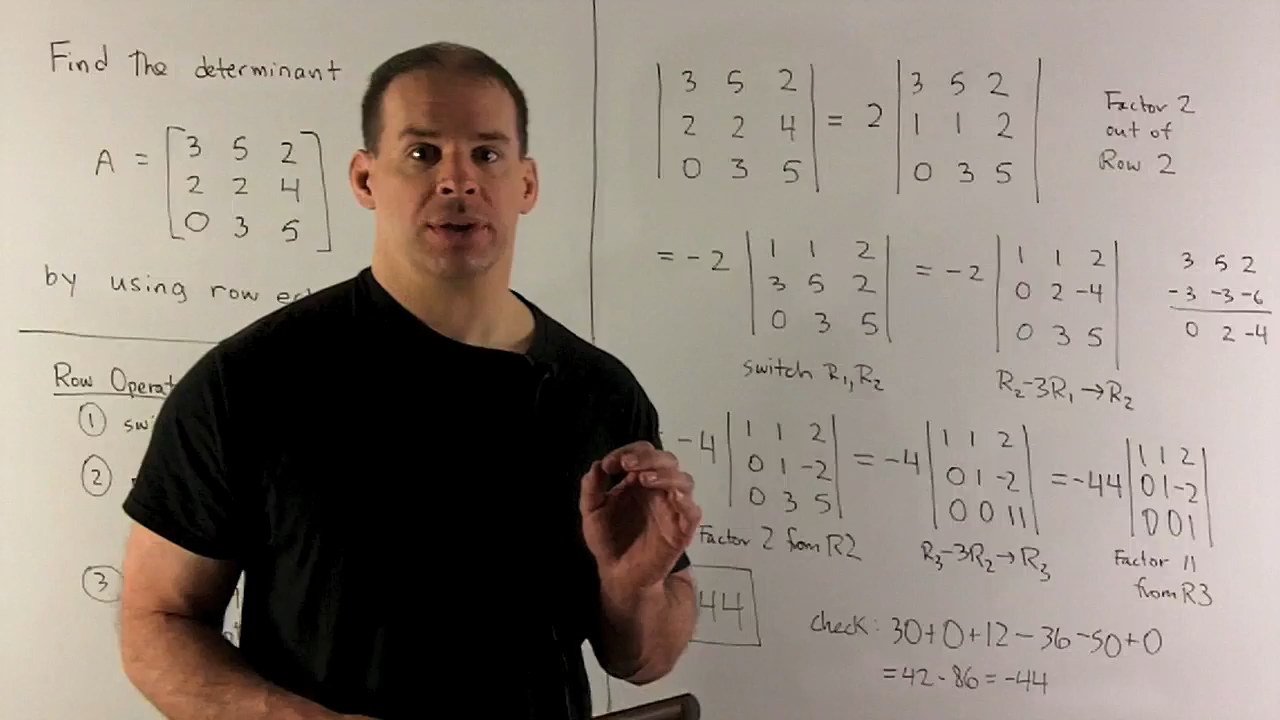 Find the determinant
A = [3 5 2
2 2 4
0 3 5]
by using row
Row
①
②
③
|3 5 2
2 2 4
0 3 5| = 2 |3 5 2
1 1 2
0 3 5|
Factor 2
out of
Row 2
= -2 |1 1 2
3 5 2
0 3 5|
switch R₁,R₂
= -2 |1 1 2
0 2 -4
0 3 5|
R₂-3R₁→R₂
3 5 2
-3 -3 -6
0 2 -4
-4 |1 1 2
0 1 -2
0 3 5|
Factor 2 from R2
= -4 |1 1 2
0 1 -2
0 0 11|
R₃-3R₂→R₃
= -44 |1 1 2
0 1 -2
0 0 1|
Factor 11
from R3
44
check: 30+0+12-36-50+0
=42-86=-44